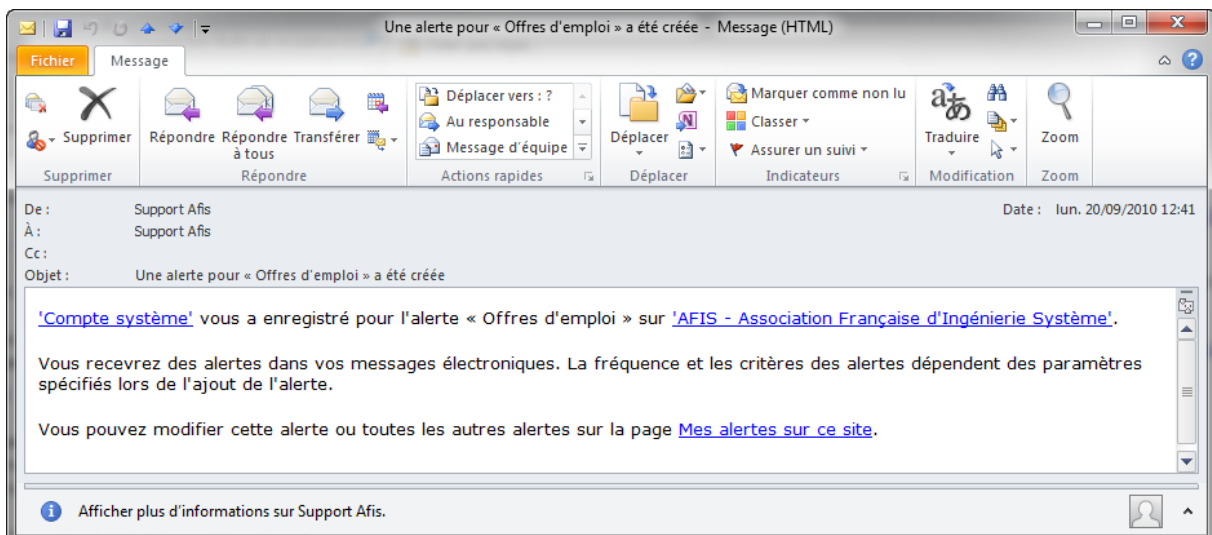 Une alerte pour « Offres d'emploi » a été créée - Message (HTML)
Fichier Message
Supprimer
Répondre Répondre à tous Transférer
Déplacer vers : ?
Au responsable
Message d'équipe
Déplacer
Marquer comme non lu
Classer
Assurer un suivi
Traduire
Zoom
Supprimer Répondre Actions rapides Déplacer Indicateurs Modification Zoom
De : Support Afis Date : lun. 20/09/2010 12:41
À : Support Afis
Cc :
Objet : Une alerte pour « Offres d'emploi » a été créée
'Compte système' vous a enregistré pour l'alerte « Offres d'emploi » sur 'AFIS - Association Française d'Ingénierie Système'.
Vous recevrez des alertes dans vos messages électroniques. La fréquence et les critères des alertes dépendent des paramètres
spécifiés lors de l'ajout de l'alerte.
Vous pouvez modifier cette alerte ou toutes les autres alertes sur la page Mes alertes sur ce site.
Afficher plus d'informations sur Support Afis.